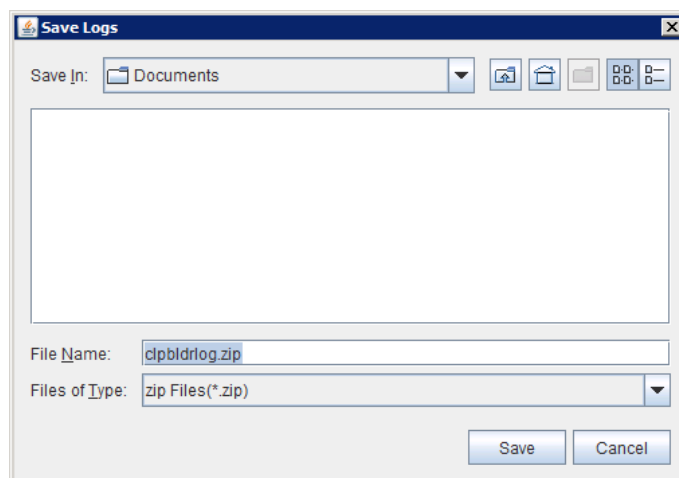 Save Logs
Save In: Documents
File Name: clpbldrlog.zip
Files of Type: zip Files(*.zip)
Save Cancel